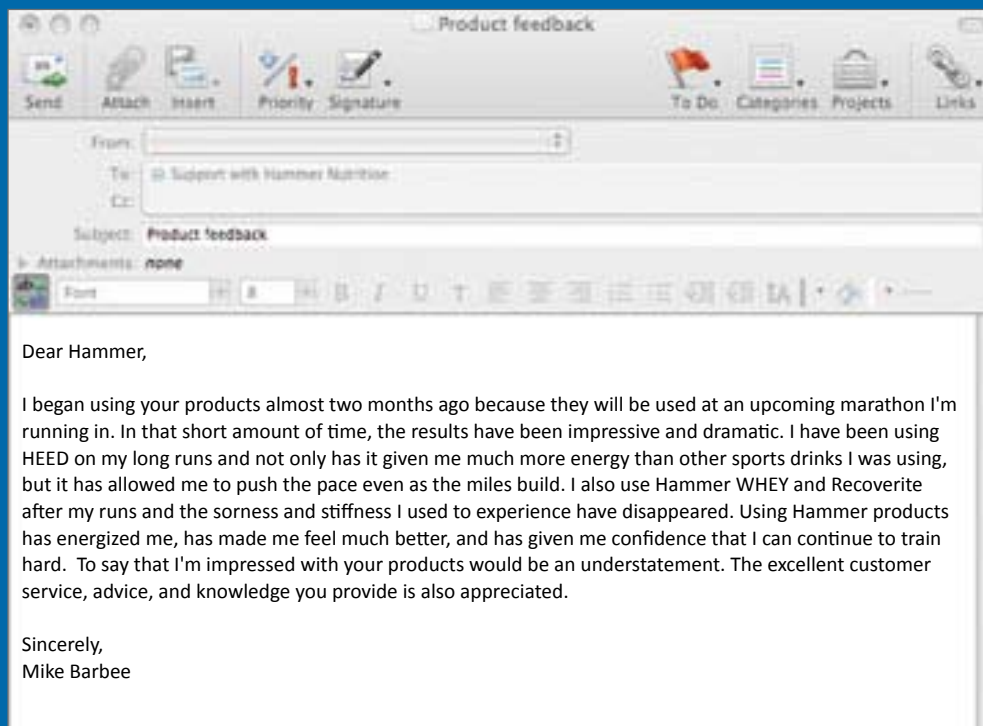 Product feedback
Send Attach Insert Priority Signature To Do Categories Projects Links
From:
To: Support with Hammer Nutrition
Cc:
Subject: Product feedback
Attachments: none
Font 8 B I U T
Dear Hammer,
I began using your products almost two months ago because they will be used at an upcoming marathon I'm
running in. In that short amount of time, the results have been impressive and dramatic. I have been using
HEED on my long runs and not only has it given me much more energy than other sports drinks I was using,
but it has allowed me to push the pace even as the miles build. I also use Hammer WHEY and Recoverite
after my runs and the sorness and stiffness I used to experience have disappeared. Using Hammer products
has energized me, has made me feel much better, and has given me confidence that I can continue to train
hard.  To say that I'm impressed with your products would be an understatement. The excellent customer
service, advice, and knowledge you provide is also appreciated.
Sincerely,
Mike Barbee